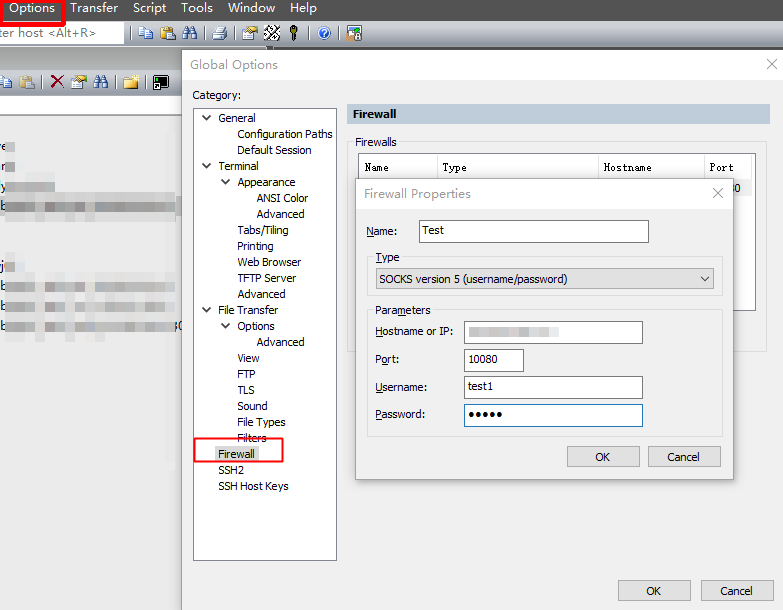 Options Transfer Script Tools Window Help
ter host <Alt+R>
Global Options
Category:
General
Configuration Paths
Default Session
Terminal
Appearance
ANSI Color
Advanced
Tabs/Tiling
Printing
Web Browser
TFTP Server
Advanced
File Transfer
Options
Advanced
View
FTP
TLS
Sound
File Types
Filters
Firewall
SSH2
SSH Host Keys
Firewall
Firewalls
Name Type Hostname Port
Firewall Properties
Name: Test
Type
SOCKS version 5 (username/password)
Parameters
Hostname or IP:
Port: 10080
Username: test1
Password: •••••
OK Cancel
OK Cancel